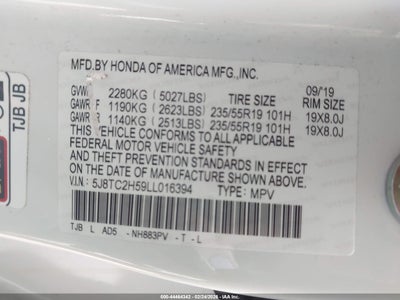 MFD.BY HONDA OF AMERICA MFG.,INC.
GVWR 2280KG (5027LBS) TIRE SIZE 09/19 RIM SIZE
GAWR F 1190KG (2623LBS) 235/55R19 101H 19X8.0J
GAWR R 1140KG (2513LBS) 235/55R19 101H 19X8.0J
THIS VEHICLE CONFORMS TO ALL APPLICABLE
FEDERAL MOTOR VEHICLE SAFETY STANDARDS IN EFFECT
ON THE DATE OF MANUFACTURE SHOWN ABOVE.
V.I.N.: 5J8TC2H59LL016394 TYPE: MPV
TJB L AD5 -NH883PV -T -L
TJB JB